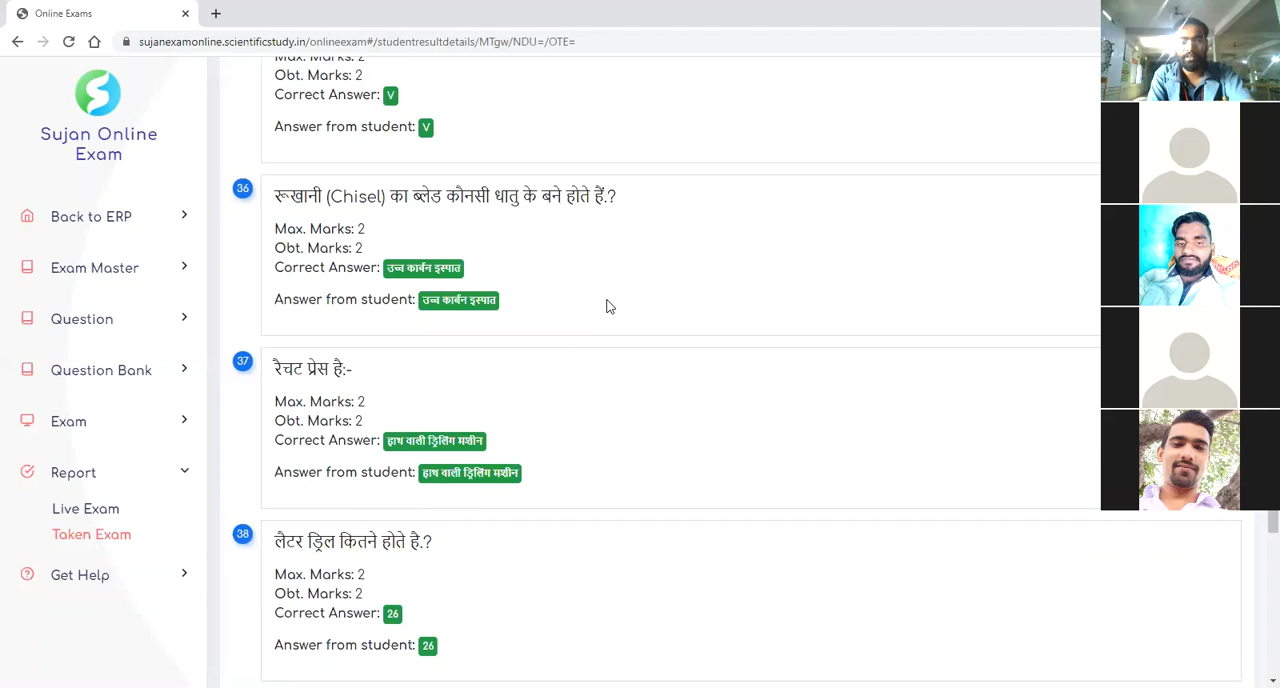 Online Exams
sujanexamonline.scientificstudy.in/onlineexam#/studentresultdetails/MTgw/NDU=/OTE=
Sujan Online
Exam
Back to ERP
Exam Master
Question
Question Bank
Exam
Report
Live Exam
Taken Exam
Get Help
Max. Marks: 2
Obt. Marks: 2
Correct Answer: V
Answer from student: V
36
रूखानी (Chisel) का ब्लेड कौनसी धातु के बने होते हैं.?
Max. Marks: 2
Obt. Marks: 2
Correct Answer: उच्च कार्बन इस्पात
Answer from student: उच्च कार्बन इस्पात
37
रैचट प्रेस है:-
Max. Marks: 2
Obt. Marks: 2
Correct Answer: हाथ वाली ड्रिलिंग मशीन
Answer from student: हाथ वाली ड्रिलिंग मशीन
38
लैटर ड्रिल कितने होते है.?
Max. Marks: 2
Obt. Marks: 2
Correct Answer: 26
Answer from student: 26